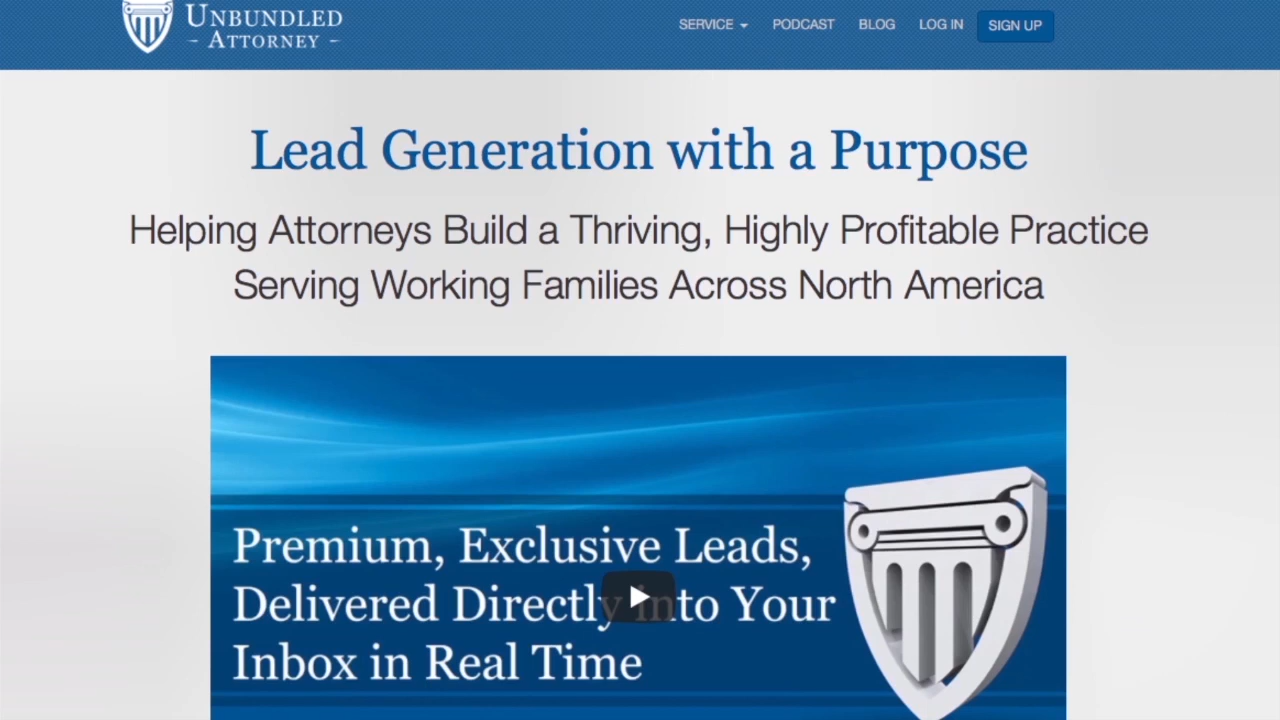 UNBUNDLED
- ATTORNEY -
SERVICE
PODCAST
BLOG
LOG IN
SIGN UP
Lead Generation with a Purpose
Helping Attorneys Build a Thriving, Highly Profitable Practice
Serving Working Families Across North America
Premium, Exclusive Leads,
Delivered Directly into Your
Inbox in Real Time